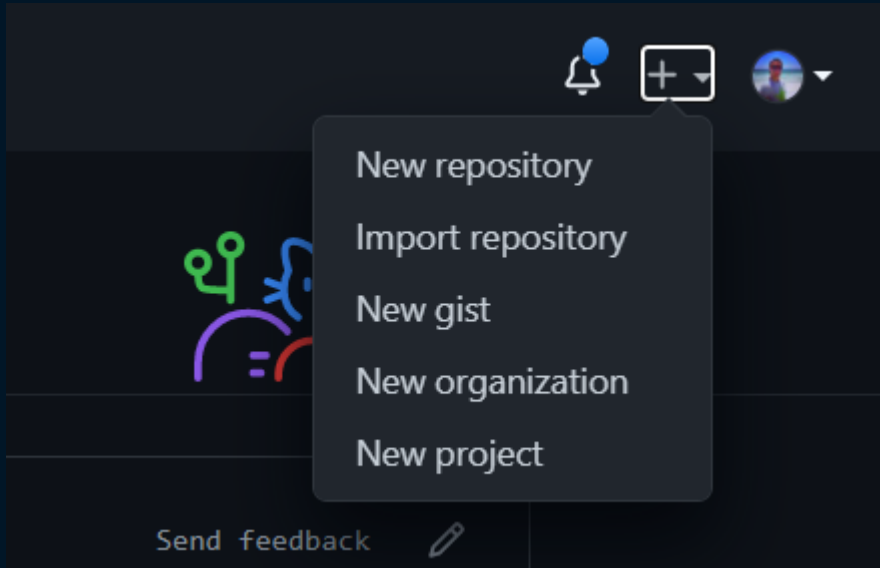 New repository
Import repository
New gist
New organization
New project
Send feedback